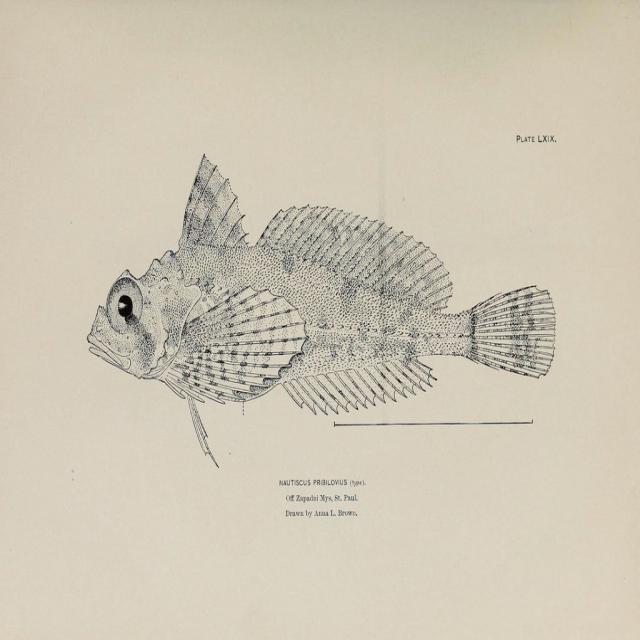 PLATE LXIX.
NAUTISCUS PRIBILOVIUS (type).
Off Zapadni Mys, St. Paul.
Drawn by Anna L. Brown.